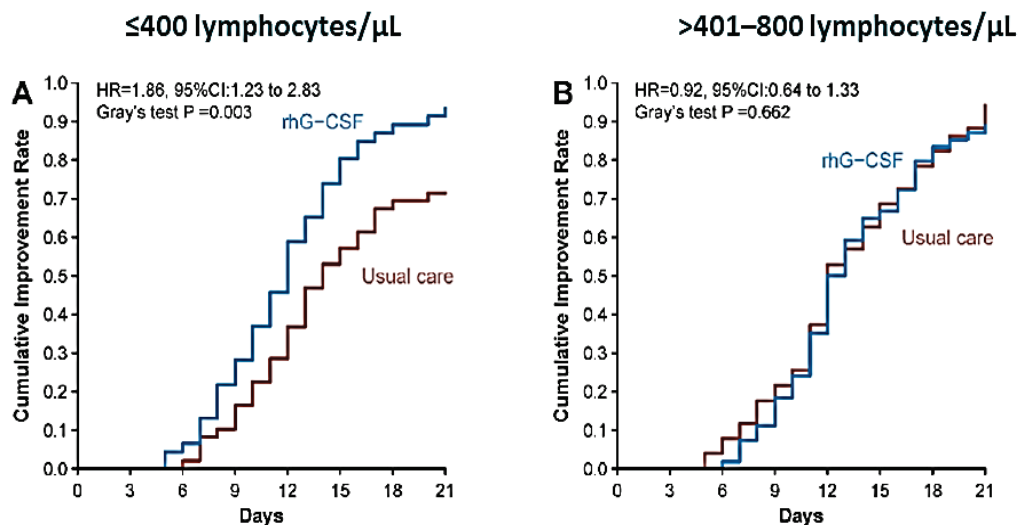 ≤400 lymphocytes/µL
>401–800 lymphocytes/µL
A
HR=1.86, 95%CI:1.23 to 2.83
Gray's test P =0.003
rhG−CSF
Usual care
Cumulative Improvement Rate
1.0
0.9
0.8
0.7
0.6
0.5
0.4
0.3
0.2
0.1
0.0
0 3 6 9 12 15 18 21
Days
B
HR=0.92, 95%CI:0.64 to 1.33
Gray's test P =0.662
rhG−CSF
Usual care
Cumulative Improvement Rate
1.0
0.9
0.8
0.7
0.6
0.5
0.4
0.3
0.2
0.1
0.0
0 3 6 9 12 15 18 21
Days